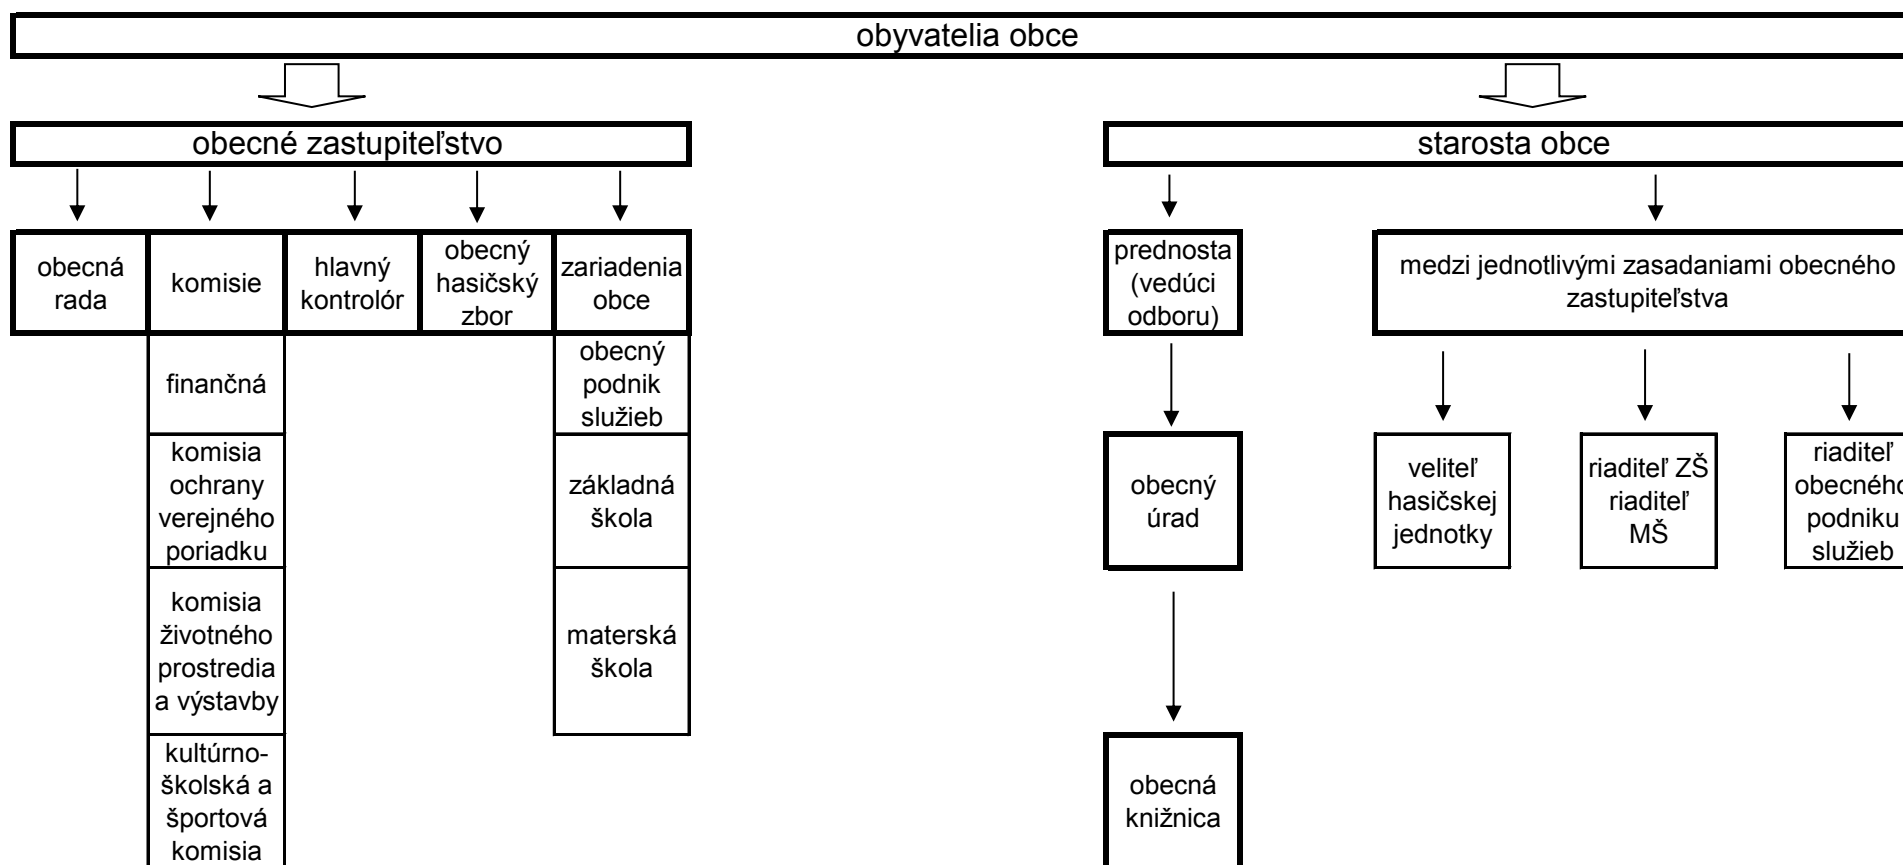 obyvatelia obce
obecné zastupiteľstvo
starosta obce
obecná
rada
komisie
hlavný
kontrolór
obecný
hasičský
zbor
zariadenia
obce
prednosta
(vedúci
odboru)
medzi jednotlivými zasadaniami obecného
zastupiteľstva
finančná
obecný
podnik
služieb
komisia
ochrany
verejného
poriadku
základná
škola
obecný
úrad
veliteľ
hasičskej
jednotky
riaditeľ ZŠ
riaditeľ
MŠ
riaditeľ
obecného
podniku
služieb
komisia
životného
prostredia
a výstavby
materská
škola
kultúrno-
školská a
športová
komisia
obecná
knižnica